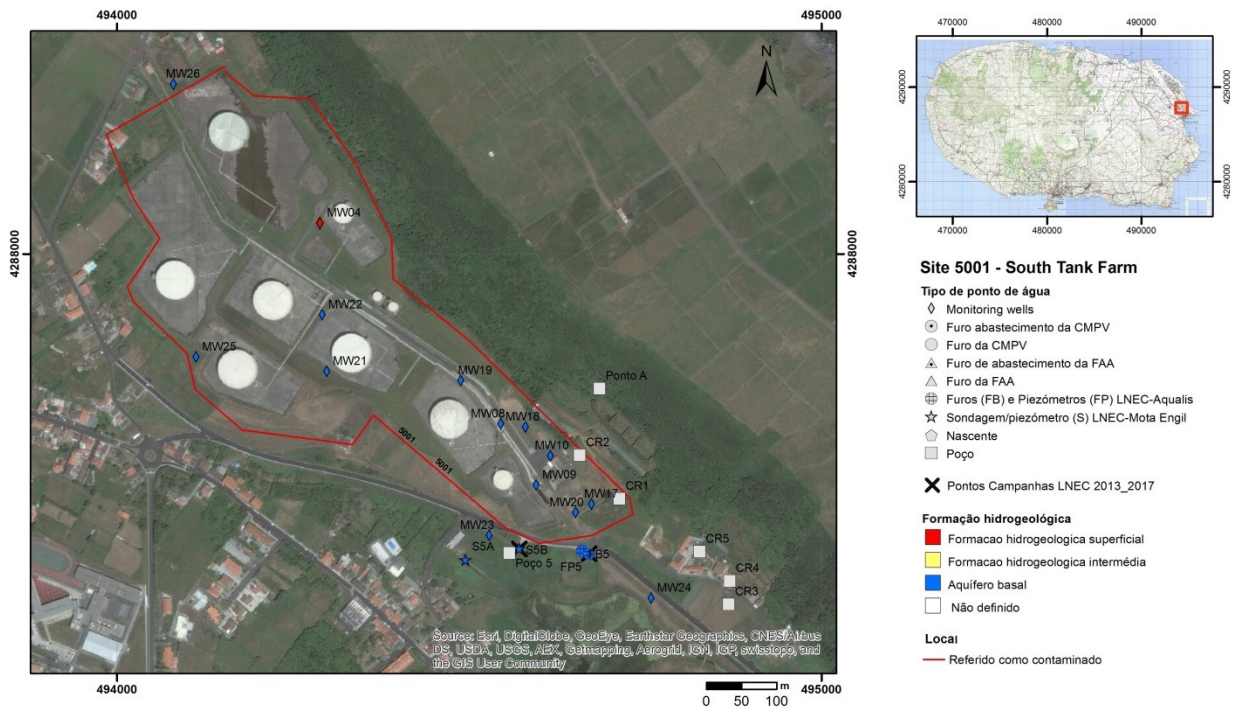 494000
495000
N
MW26
MW04
4288000
4288000
MW22
MW25
MW21
MW19
Ponto A
MW08
MW18
MW10
CR2
5001
5001
MW09
MW17
CR1
MW20
MW23
S5A
S5B
Poço 5
FP5
FB5
CR5
CR4
MW24
CR3
Source: Esri, DigitalGlobe, GeoEye, Earthstar Geographics, CNES/Airbus
DS, USDA, USGS, AEX, Getmapping, Aerogrid, IGN, IGP, swisstopo, and
the GIS User Community
494000
495000
0 50 100 m
470000 480000 490000
4290000
4290000
4280000
4280000
470000 480000 490000
Site 5001 - South Tank Farm
Tipo de ponto de água
Monitoring wells
Furo abastecimento da CMPV
Furo da CMPV
Furo de abastecimento da FAA
Furo da FAA
Furos (FB) e Piezómetros (FP) LNEC-Aqualis
Sondagem/piezómetro (S) LNEC-Mota Engil
Nascente
Poço
Pontos Campanhas LNEC 2013_2017
Formação hidrogeológica
Formacao hidrogeologica superficial
Formacao hidrogeologica intermédia
Aquífero basal
Não definido
Local
Referido como contaminado